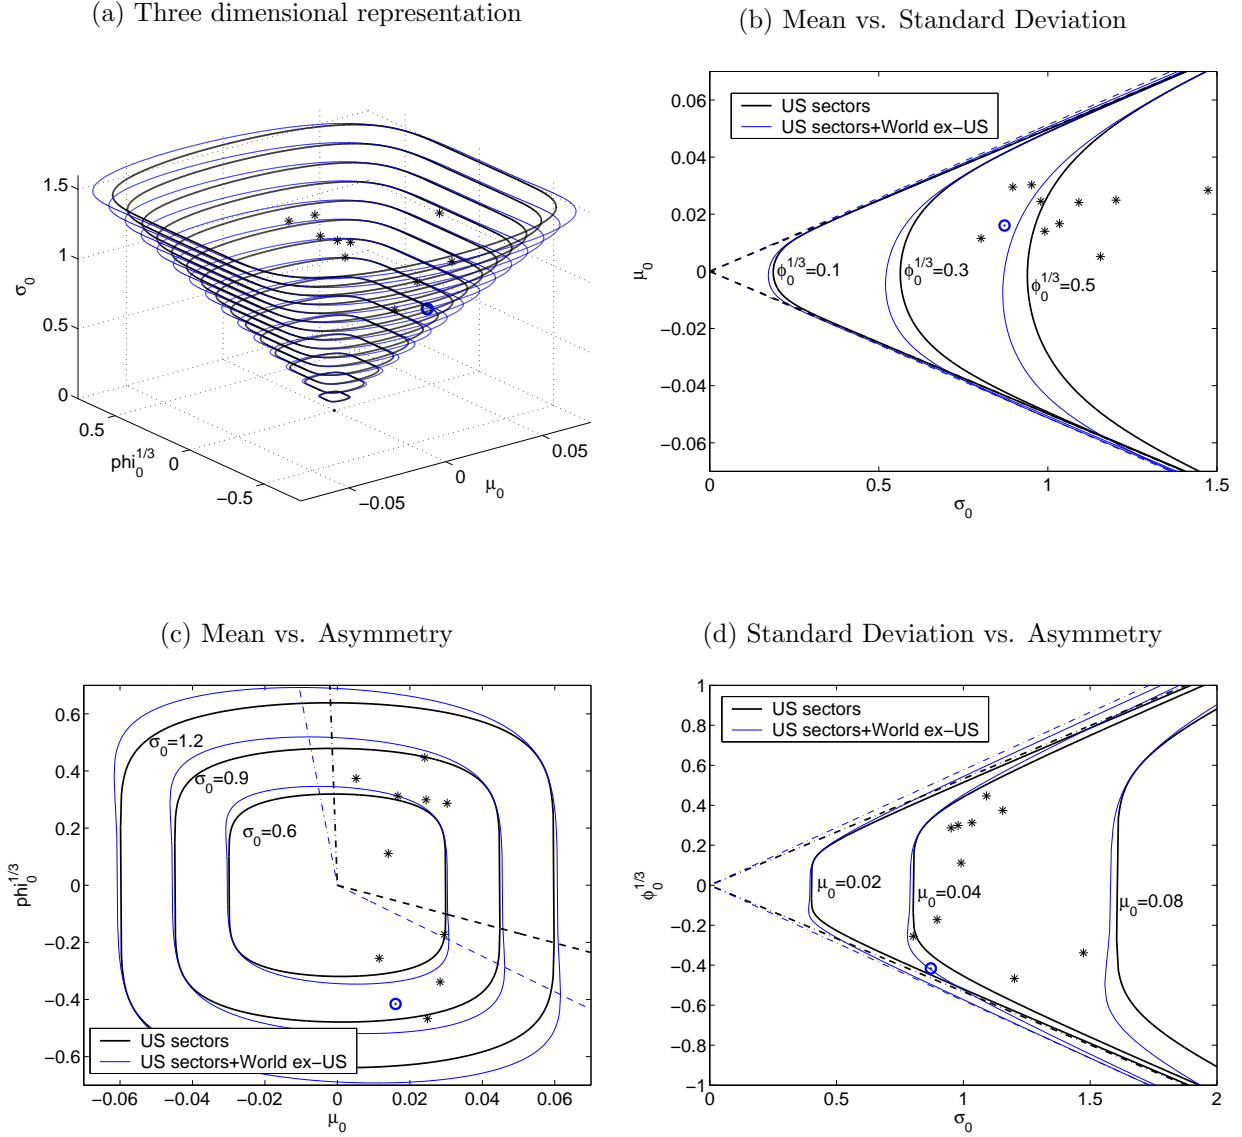 (a) Three dimensional representation
1.5
1
0.5
0
σ0
0.5
0
−0.5
phi0^1/3
−0.05
0
0.05
μ0
(b) Mean vs. Standard Deviation
US sectors
US sectors+World ex−US
0.06
0.04
0.02
0
−0.02
−0.04
−0.06
μ0
ϕ0^1/3=0.1
ϕ0^1/3=0.3
ϕ0^1/3=0.5
0
0.5
1
1.5
σ0
(c) Mean vs. Asymmetry
0.6
0.4
0.2
0
−0.2
−0.4
−0.6
phi0^1/3
σ0=1.2
σ0=0.9
σ0=0.6
US sectors
US sectors+World ex−US
−0.06
−0.04
−0.02
0
0.02
0.04
0.06
μ0
(d) Standard Deviation vs. Asymmetry
US sectors
US sectors+World ex−US
1
0.8
0.6
0.4
0.2
0
−0.2
−0.4
−0.6
−0.8
−1
ϕ0^1/3
μ0=0.02
μ0=0.04
μ0=0.08
0
0.5
1
1.5
2
σ0